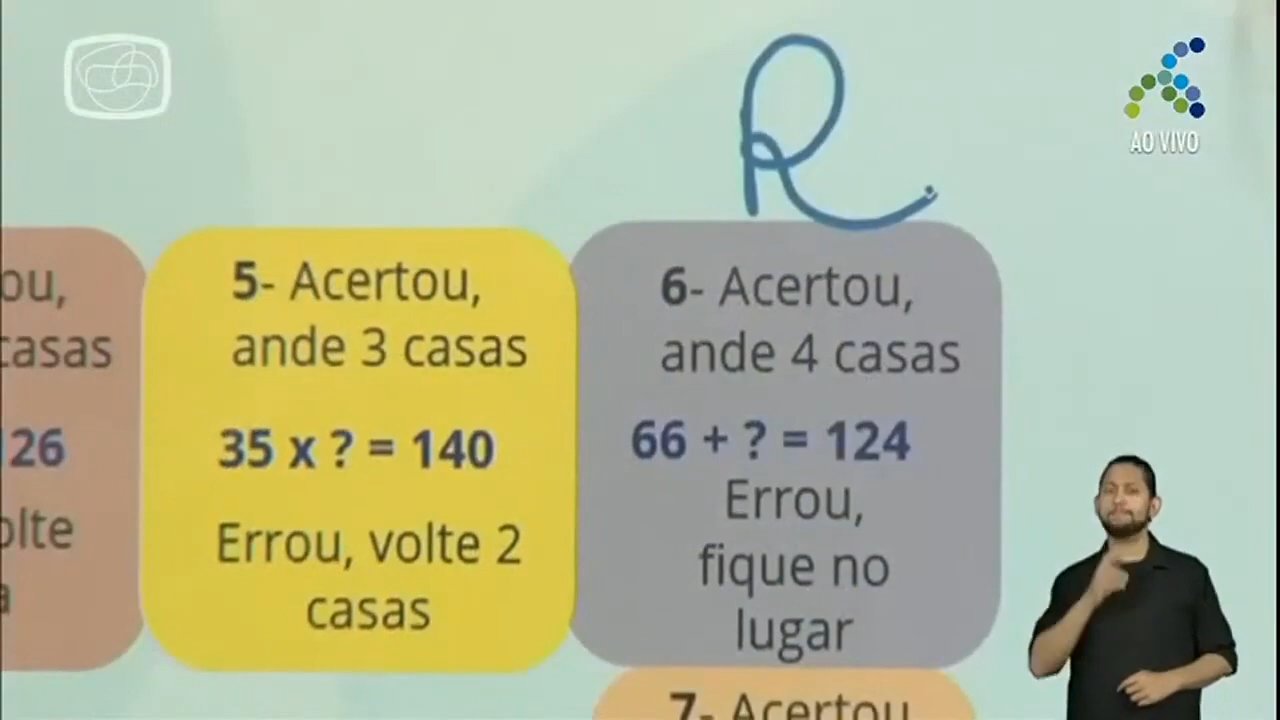 R
AO VIVO
ou,
casas
126
olte
a
5- Acertou,
ande 3 casas
35 x ? = 140
Errou, volte 2
casas
6- Acertou,
ande 4 casas
66 + ? = 124
Errou,
fique no
lugar
7- Acertou